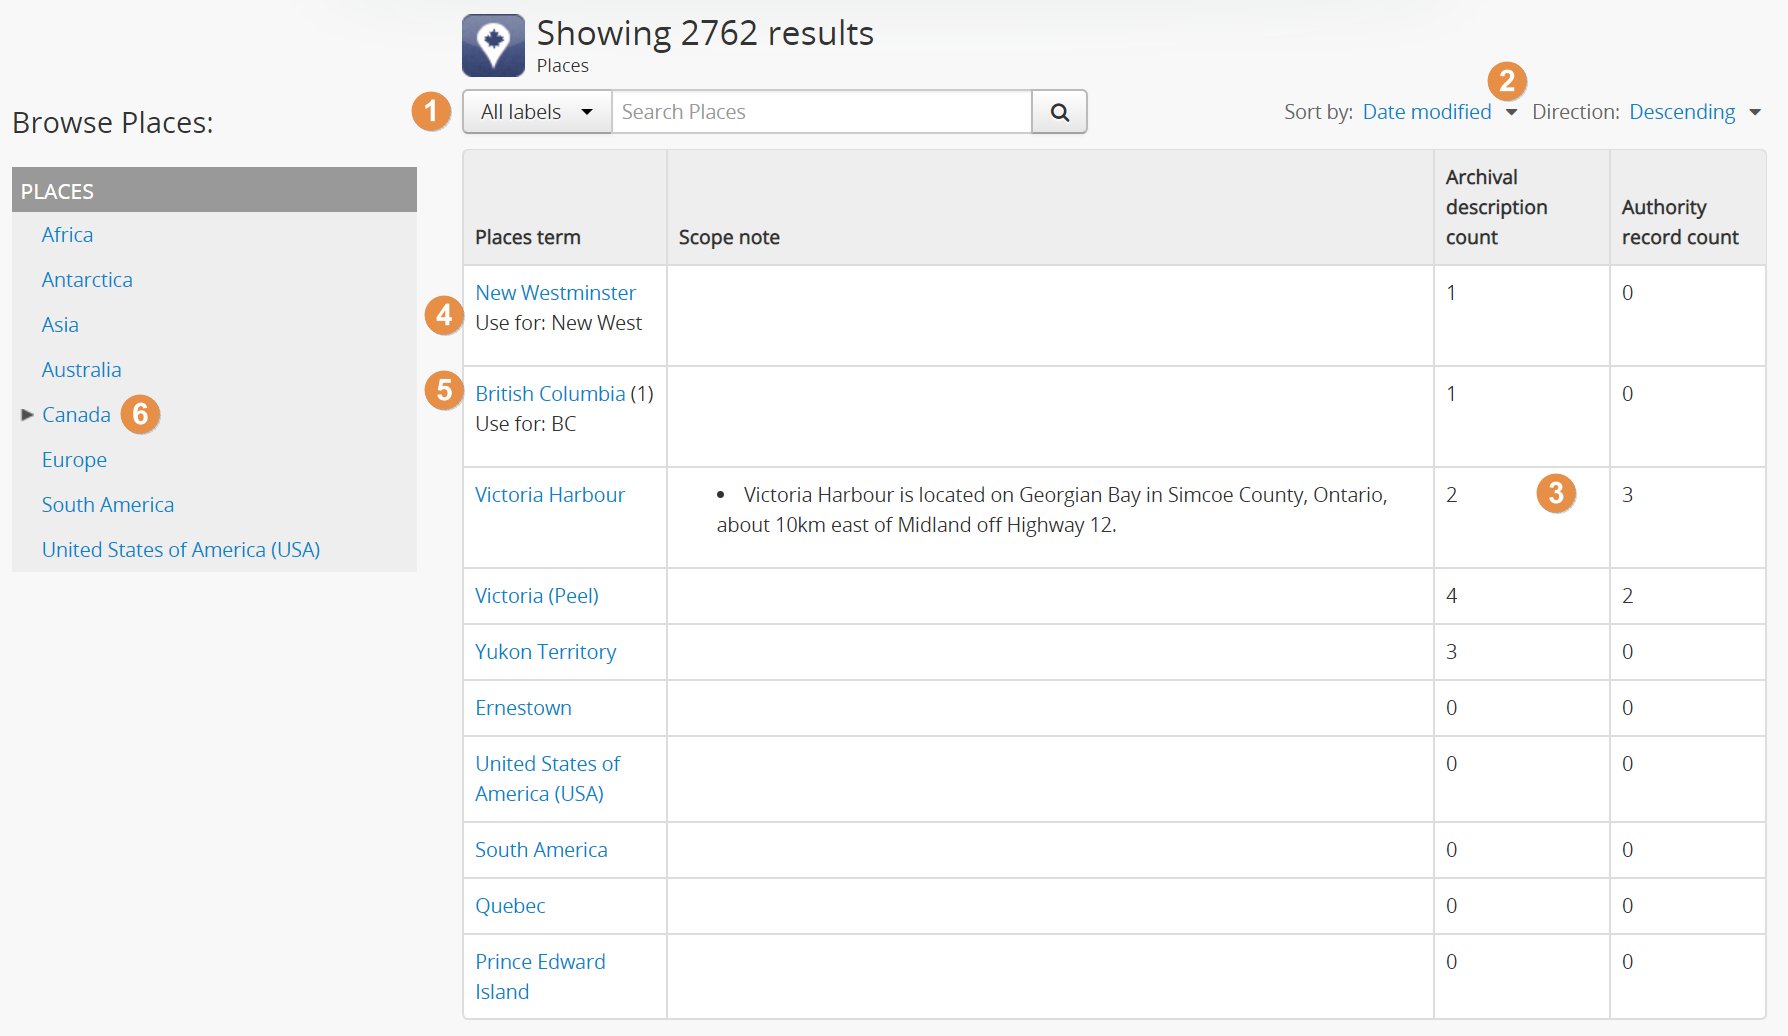 Showing 2762 results
Places
Browse Places:
1 All labels Search Places
2
Sort by: Date modified Direction: Descending
PLACES
Africa
Antarctica
Asia
Australia
Canada 6
Europe
South America
United States of America (USA)
Places term
Scope note
Archival
description
count
Authority
record count
4
New Westminster
Use for: New West
1
0
5
British Columbia (1)
Use for: BC
1
0
Victoria Harbour
• Victoria Harbour is located on Georgian Bay in Simcoe County, Ontario,
about 10km east of Midland off Highway 12.
2
3
3
Victoria (Peel)
4
2
Yukon Territory
3
0
Ernestown
0
0
United States of
America (USA)
0
0
South America
0
0
Quebec
0
0
Prince Edward
Island
0
0